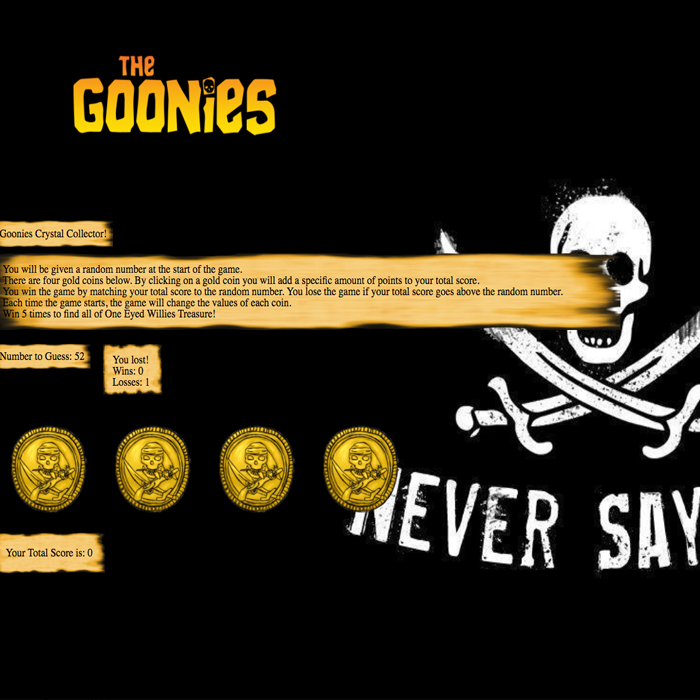 THE
GOONIES
Goonies Crystal Collector!
You will be given a random number at the start of the game.
There are four gold coins below. By clicking on a gold coin you will add a specific amount of points to your total score.
You win the game by matching your total score to the random number. You lose the game if your total score goes above the random number.
Each time the game starts, the game will change the values of each coin.
Win 5 times to find all of One Eyed Willies Treasure!
Number to Guess: 52
You lost!
Wins: 0
Losses: 1
NEVER SAY
Your Total Score is: 0